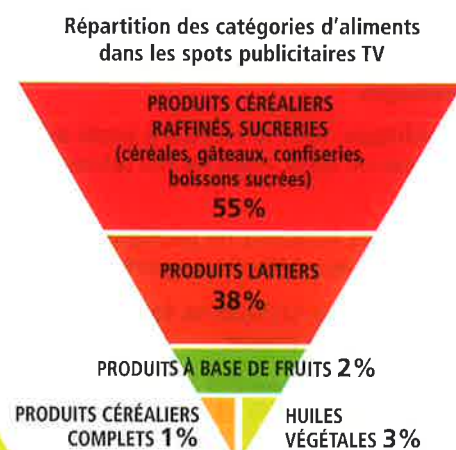 Répartition des catégories d'aliments
dans les spots publicitaires TV
PRODUITS CÉRÉALIERS
RAFFINÉS, SUCRERIES
(céréales, gâteaux, confiseries,
boissons sucrées)
55%
PRODUITS LAITIERS
38%
PRODUITS À BASE DE FRUITS 2%
PRODUITS CÉRÉALIERS
COMPLETS 1%
HUILES
VÉGÉTALES 3%